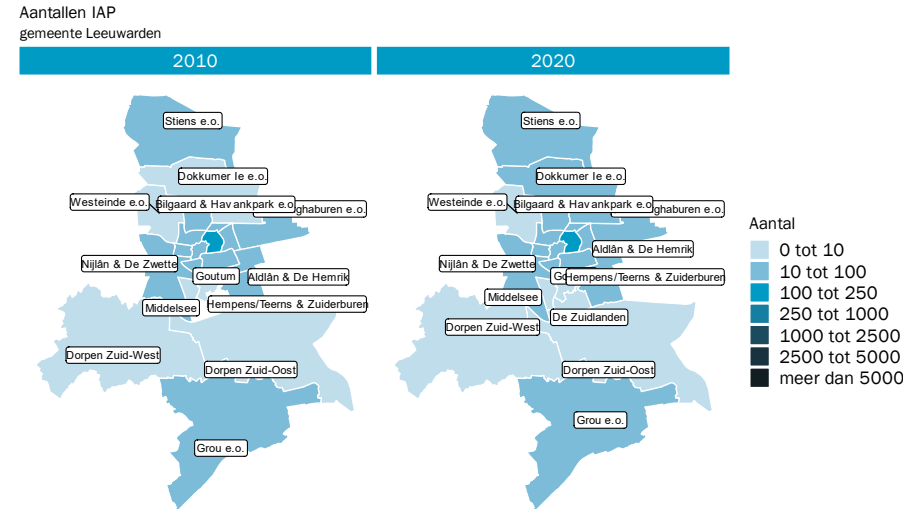 Aantallen IAP
gemeente Leeuwarden
2010
2020
Stiens e.o.
Dokkumer Ie e.o.
Westeinde e.o.
Bilgaard & Havankpark e.o.
ghaburen e.o.
Nijlân & De Zwette
Goutum
Aldlân & De Hemrik
Middelsee
Hempens/Teerns & Zuiderburen
Dorpen Zuid-West
Dorpen Zuid-Oost
Grou e.o.
Stiens e.o.
Dokkumer Ie e.o.
Westeinde e.o.
Bilgaard & Havankpark e.o.
ghaburen e.o.
Aldlân & De Hemrik
Nijlân & De Zwette
Go
Hempens/Teerns & Zuiderburen
Middelsee
De Zuidlanden
Dorpen Zuid-West
Dorpen Zuid-Oost
Grou e.o.
Aantal
0 tot 10
10 tot 100
100 tot 250
250 tot 1000
1000 tot 2500
2500 tot 5000
meer dan 5000